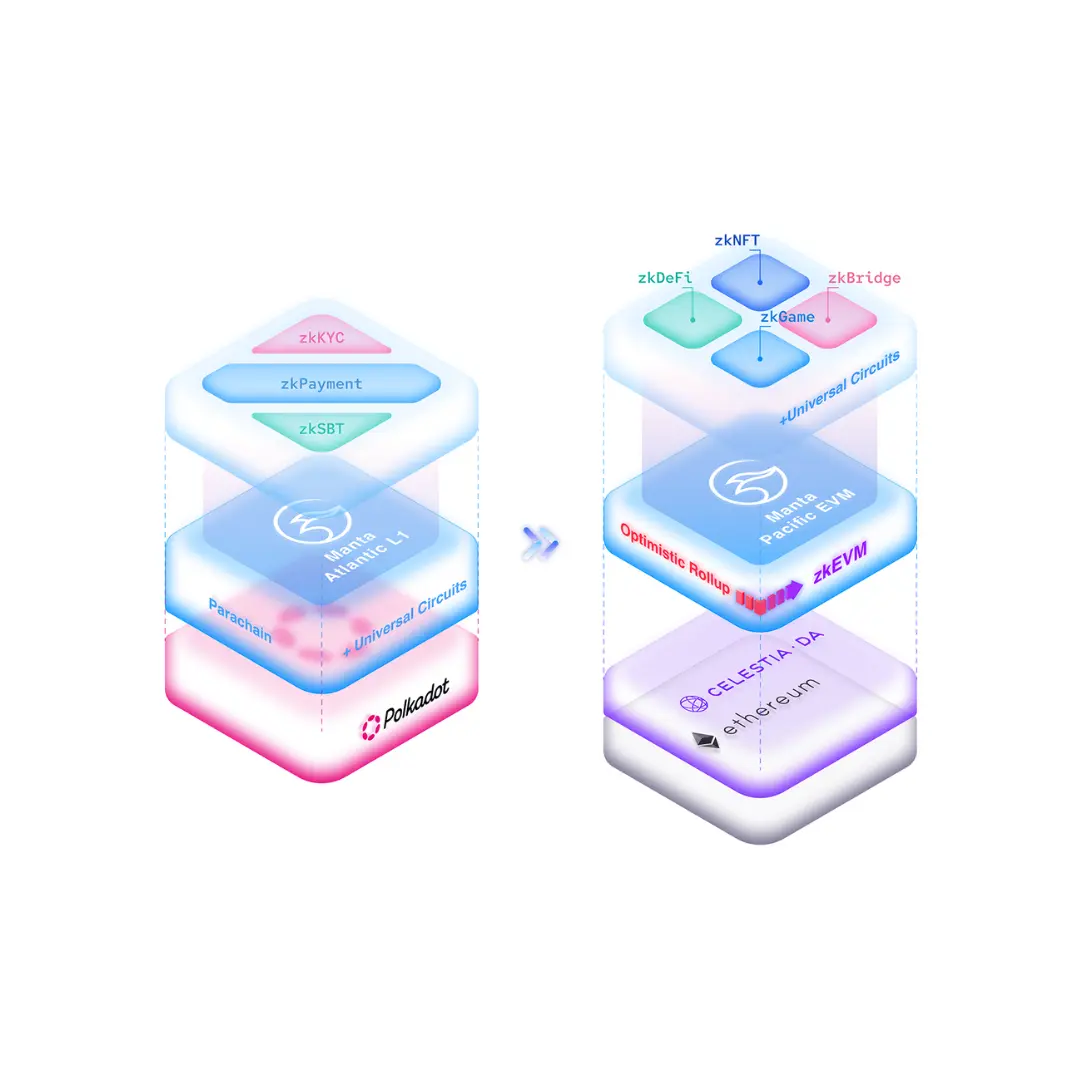 zkKYC
zkPayment
zkSBT
Manta
Atlantic L1
Parachain
+ Universal Circuits
Polkadot
zkNFT
zkDeFi
zkBridge
zkGame
+Universal Circuits
Manta
Pacific EVM
Optimistic Rollup
zkEVM
CELESTIA·DA
ethereum